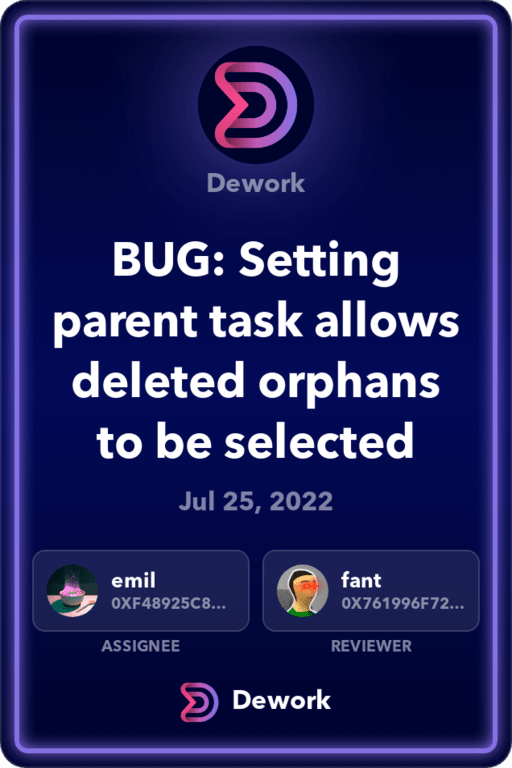 Dework
BUG: Setting
parent task allows
deleted orphans
to be selected
Jul 25, 2022
emil
0XF48925C8...
ASSIGNEE
fant
0X761996F72...
REVIEWER
Dework